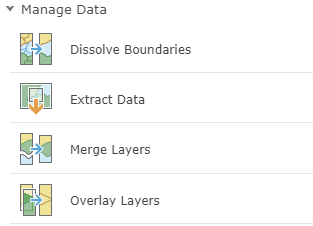 Manage Data
Dissolve Boundaries
Extract Data
Merge Layers
Overlay Layers